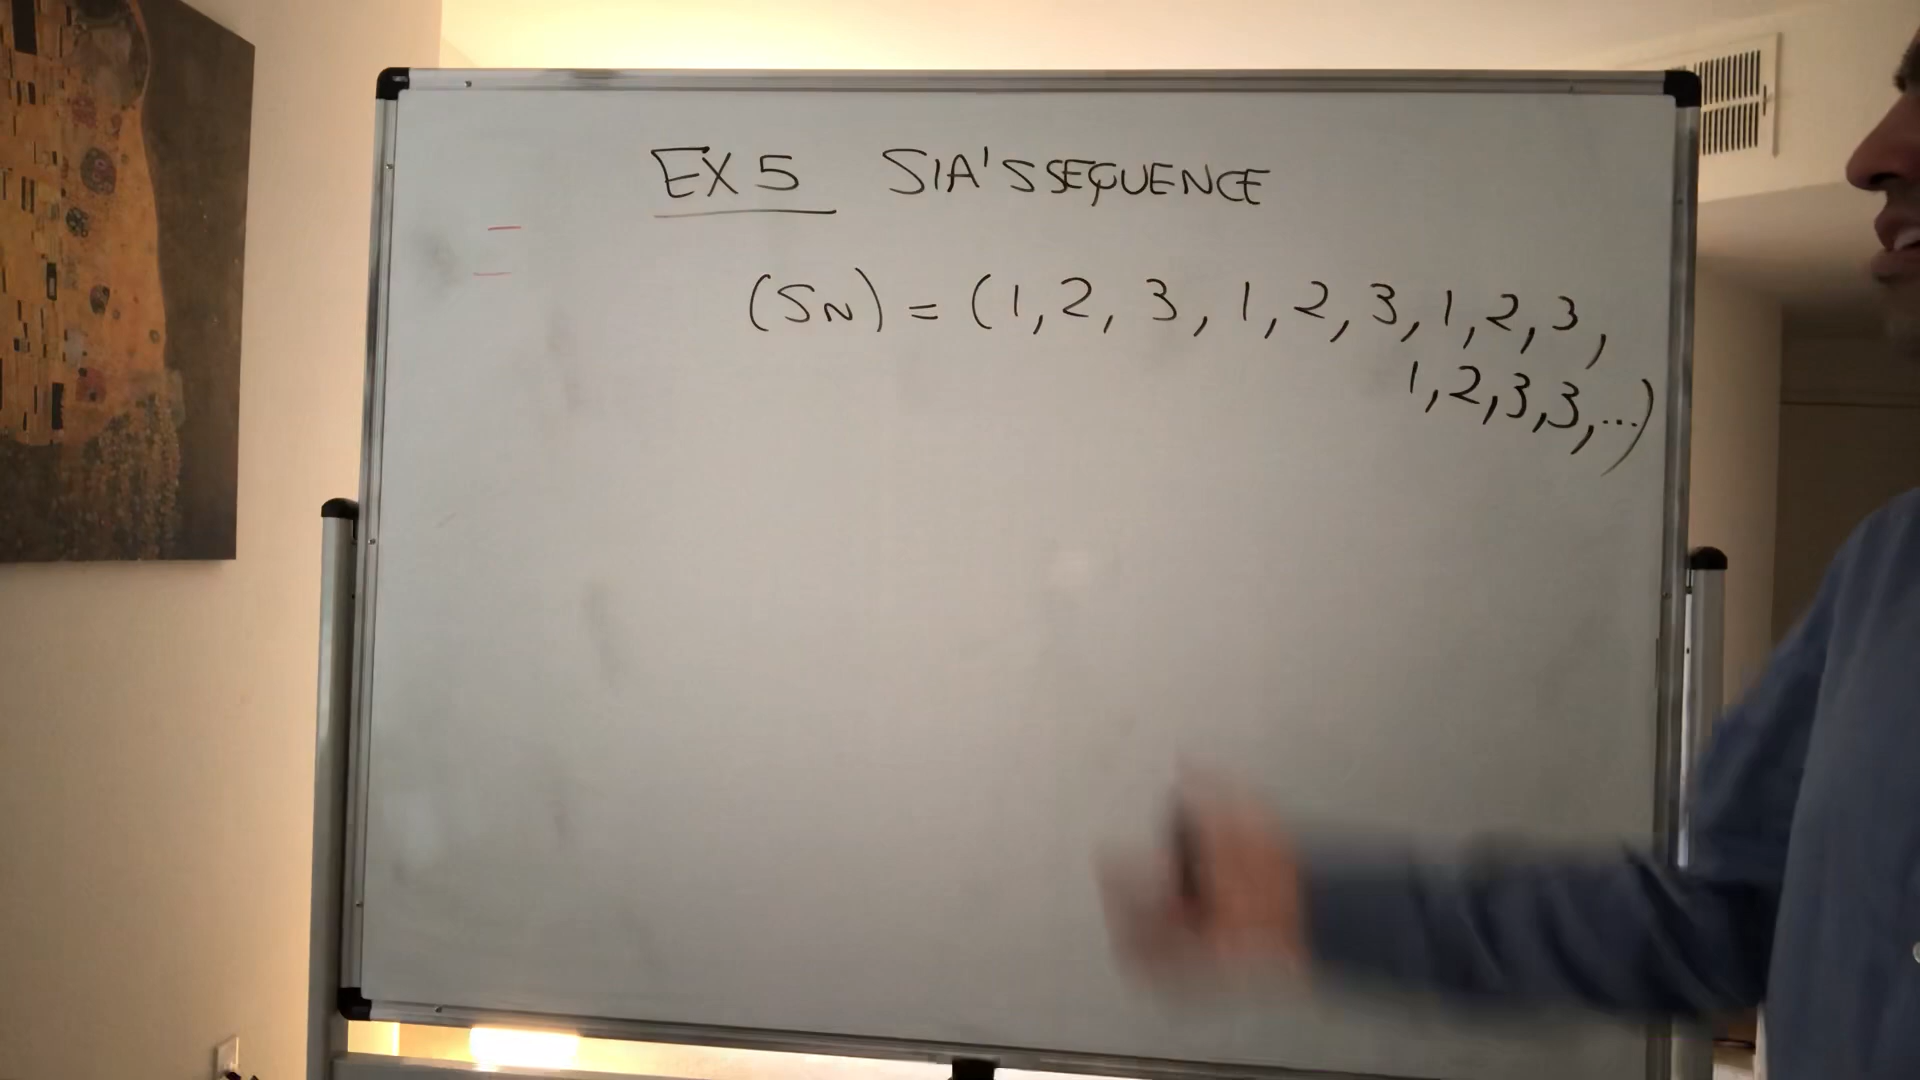 EX 5 SIA'S SEQUENCE
(SN) = (1, 2, 3, 1, 2, 3, 1, 2, 3,
1, 2, 3, 3, ...)